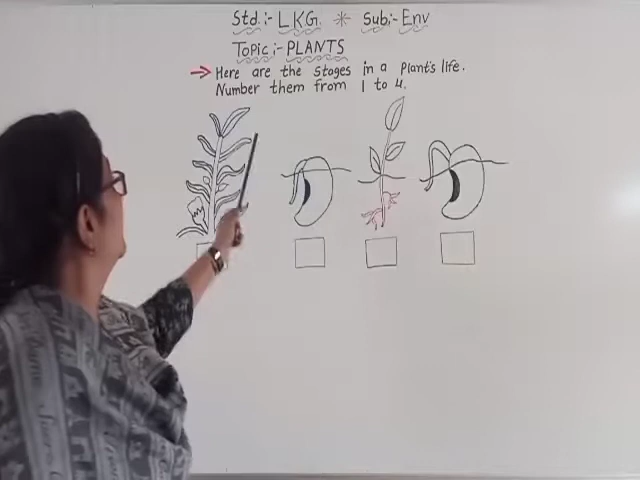 Std:- LKG. * Sub:- Env
Topic:- PLANTS
→ Here are the stages in a plant's life.
Number them from 1 to 4.